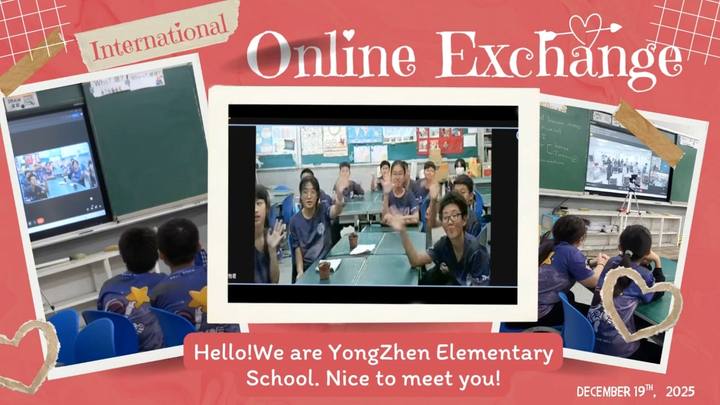 International
Online Exchange
Hello!We are YongZhen Elementary
School. Nice to meet you!
DECEMBER 19TH, 2025